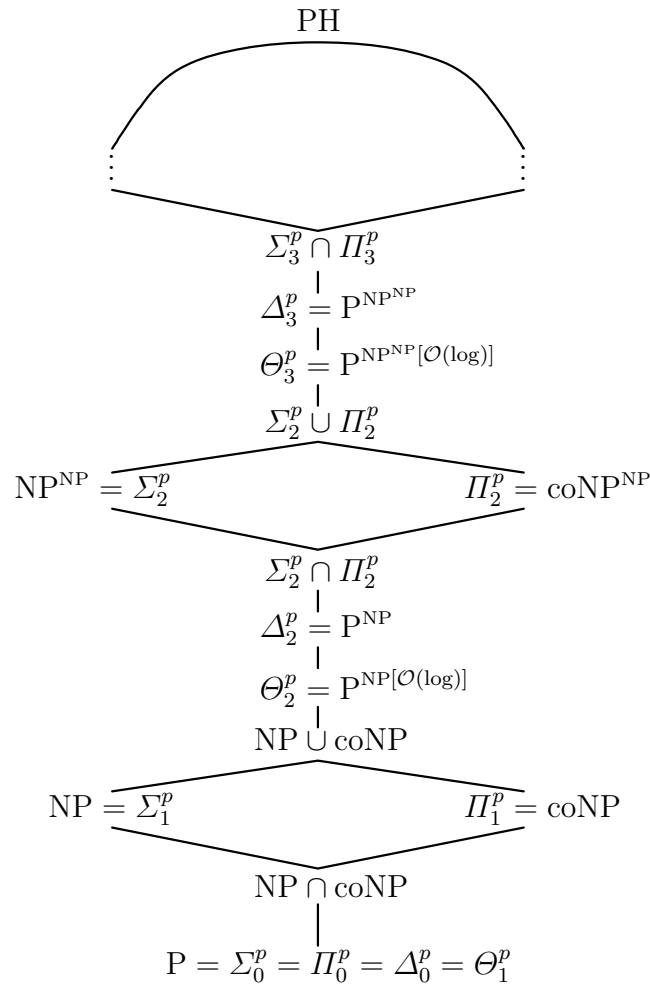 PH
Σ₃ᵖ ∩ Π₃ᵖ
Δ₃ᵖ = P^{NP^{NP}}
Θ₃ᵖ = P^{NP^{NP}[𝒪(log)]}
Σ₂ᵖ ∪ Π₂ᵖ
NP^{NP} = Σ₂ᵖ
Π₂ᵖ = coNP^{NP}
Σ₂ᵖ ∩ Π₂ᵖ
Δ₂ᵖ = P^{NP}
Θ₂ᵖ = P^{NP[𝒪(log)]}
NP ∪ coNP
NP = Σ₁ᵖ
Π₁ᵖ = coNP
NP ∩ coNP
P = Σ₀ᵖ = Π₀ᵖ = Δ₀ᵖ = Θ₁ᵖ